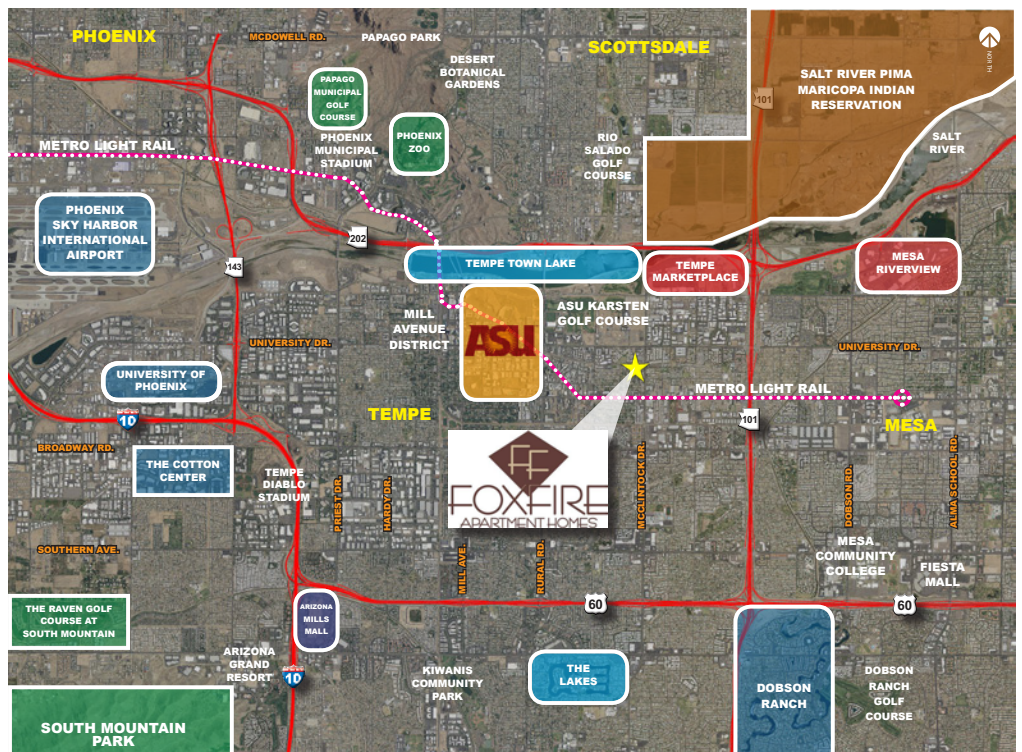 PHOENIX
MCDOWELL RD.
PAPAGO PARK
SCOTTSDALE
NORTH
DESERT
BOTANICAL
GARDENS
PAPAGO
MUNICIPAL
GOLF
COURSE
SALT RIVER PIMA
MARICOPA INDIAN
RESERVATION
101
PHOENIX
MUNICIPAL
STADIUM
PHOENIX
ZOO
RIO
SALADO
GOLF
COURSE
SALT
RIVER
METRO LIGHT RAIL
PHOENIX
SKY HARBOR
INTERNATIONAL
AIRPORT
202
143
TEMPE TOWN LAKE
TEMPE
MARKETPLACE
MESA
RIVERVIEW
MILL
AVENUE
DISTRICT
ASU
ASU KARSTEN
GOLF COURSE
UNIVERSITY DR.
UNIVERSITY DR.
UNIVERSITY OF
PHOENIX
METRO LIGHT RAIL
INTERSTATE
10
TEMPE
101
MESA
BROADWAY RD.
THE COTTON
CENTER
TEMPE
DIABLO
STADIUM
PRIEST DR.
HARDY DR.
FF
FOXFIRE
APARTMENT HOMES
MCCLINTOCK DR.
DOBSON RD.
ALMA SCHOOL RD.
SOUTHERN AVE.
MILL AVE.
RURAL RD.
MESA
COMMUNITY
COLLEGE
FIESTA
MALL
60
60
THE RAVEN GOLF
COURSE AT
SOUTH MOUNTAIN
ARIZONA
MILLS
MALL
ARIZONA
GRAND
RESORT
INTERSTATE
10
KIWANIS
COMMUNITY
PARK
THE
LAKES
DOBSON
RANCH
DOBSON
RANCH
GOLF
COURSE
SOUTH MOUNTAIN
PARK